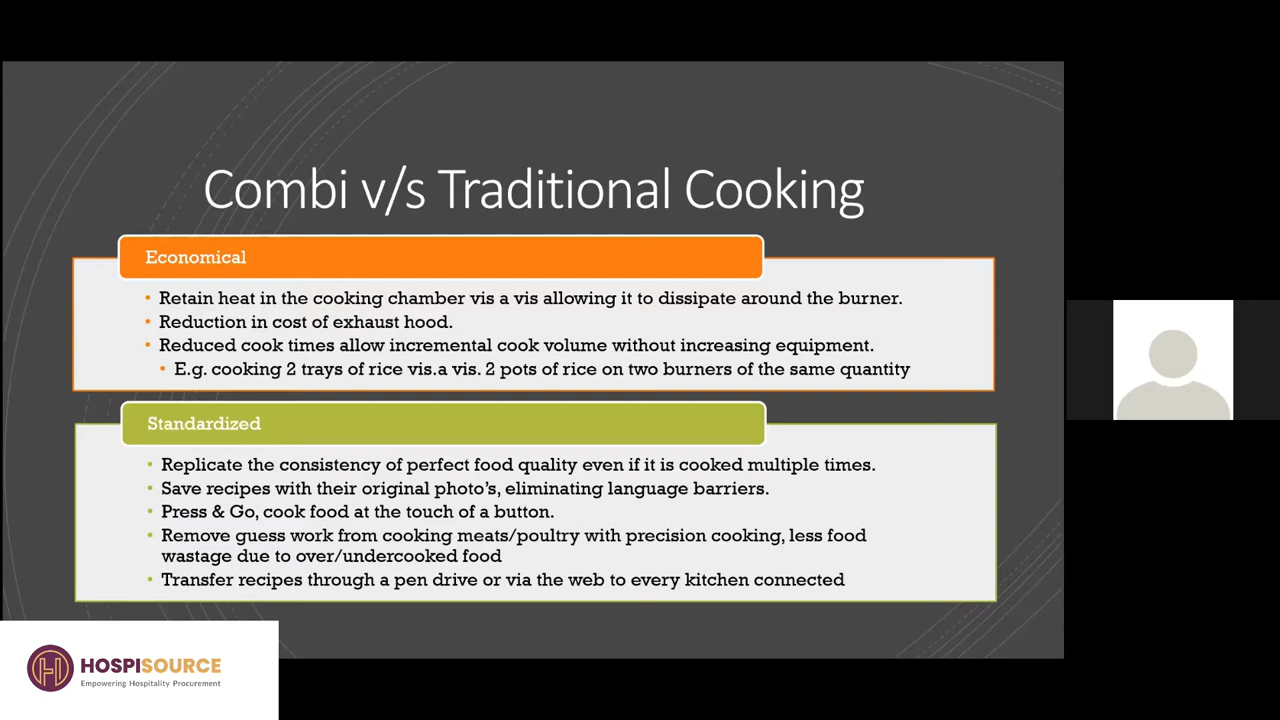 Combi v/s Traditional Cooking
Economical
• Retain heat in the cooking chamber vis a vis allowing it to dissipate around the burner.
• Reduction in cost of exhaust hood.
• Reduced cook times allow incremental cook volume without increasing equipment.
• E.g. cooking 2 trays of rice vis.a vis. 2 pots of rice on two burners of the same quantity
Standardized
• Replicate the consistency of perfect food quality even if it is cooked multiple times.
• Save recipes with their original photo's, eliminating language barriers.
• Press & Go, cook food at the touch of a button.
• Remove guess work from cooking meats/poultry with precision cooking, less food
wastage due to over/undercooked food
• Transfer recipes through a pen drive or via the web to every kitchen connected
HOSPISOURCE
Empowering Hospitality Procurement